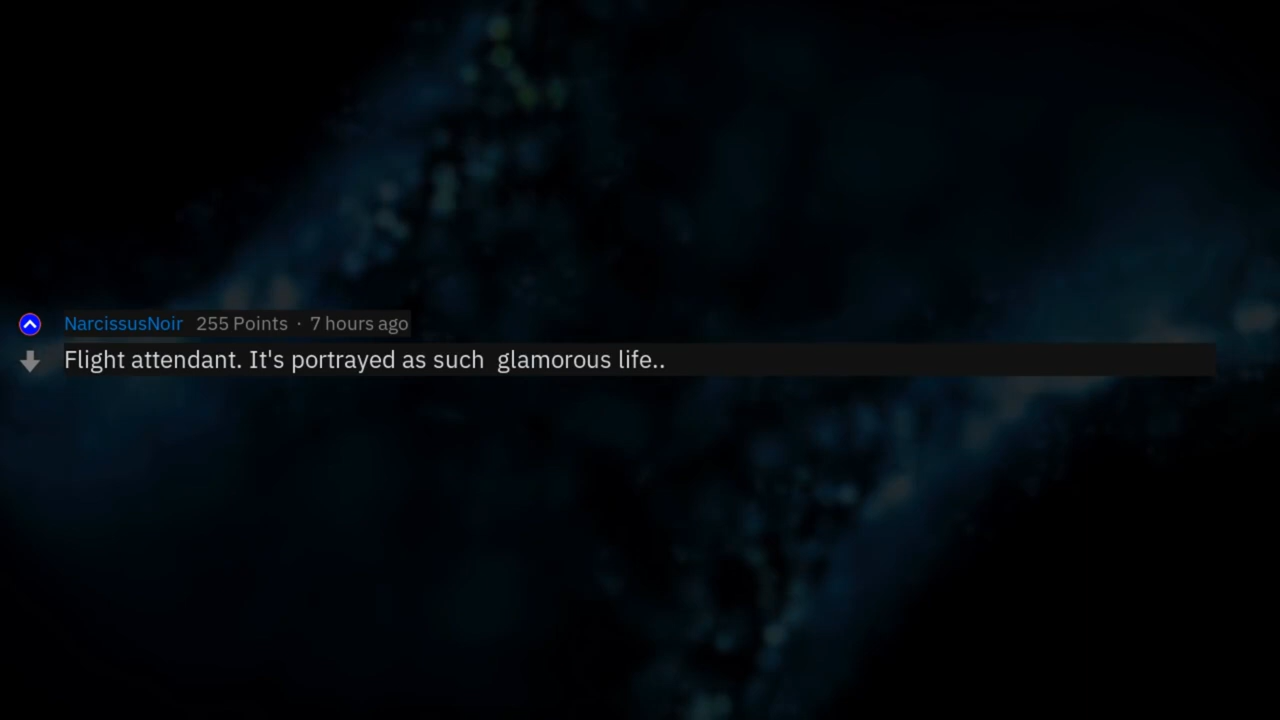 NarcissusNoir 255 Points · 7 hours ago
Flight attendant. It's portrayed as such  glamorous life..